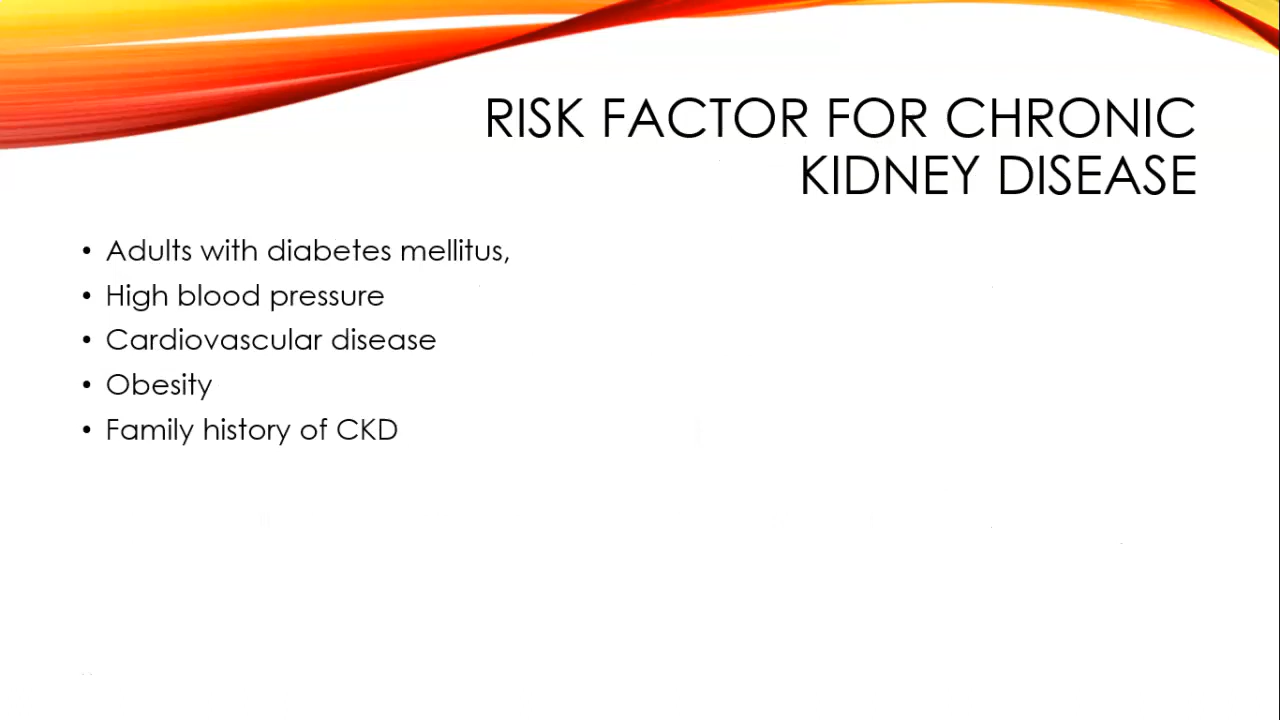 RISK FACTOR FOR CHRONIC
KIDNEY DISEASE
• Adults with diabetes mellitus,
• High blood pressure
• Cardiovascular disease
• Obesity
• Family history of CKD